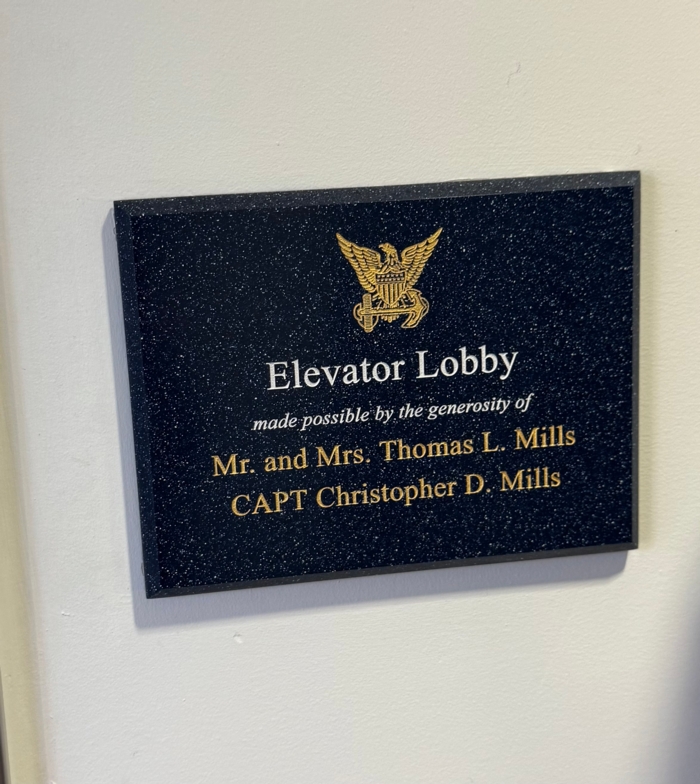 Elevator Lobby
made possible by the generosity of
Mr. and Mrs. Thomas L. Mills
CAPT Christopher D. Mills